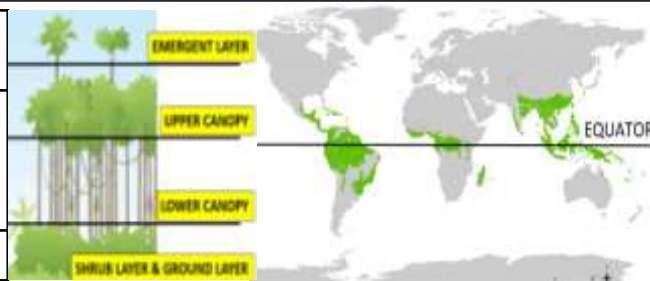 EMERGENT LAYER
UPPER CANOPY
EQUATOR
LOWER CANOPY
SHRUB LAYER & GROUND LAYER